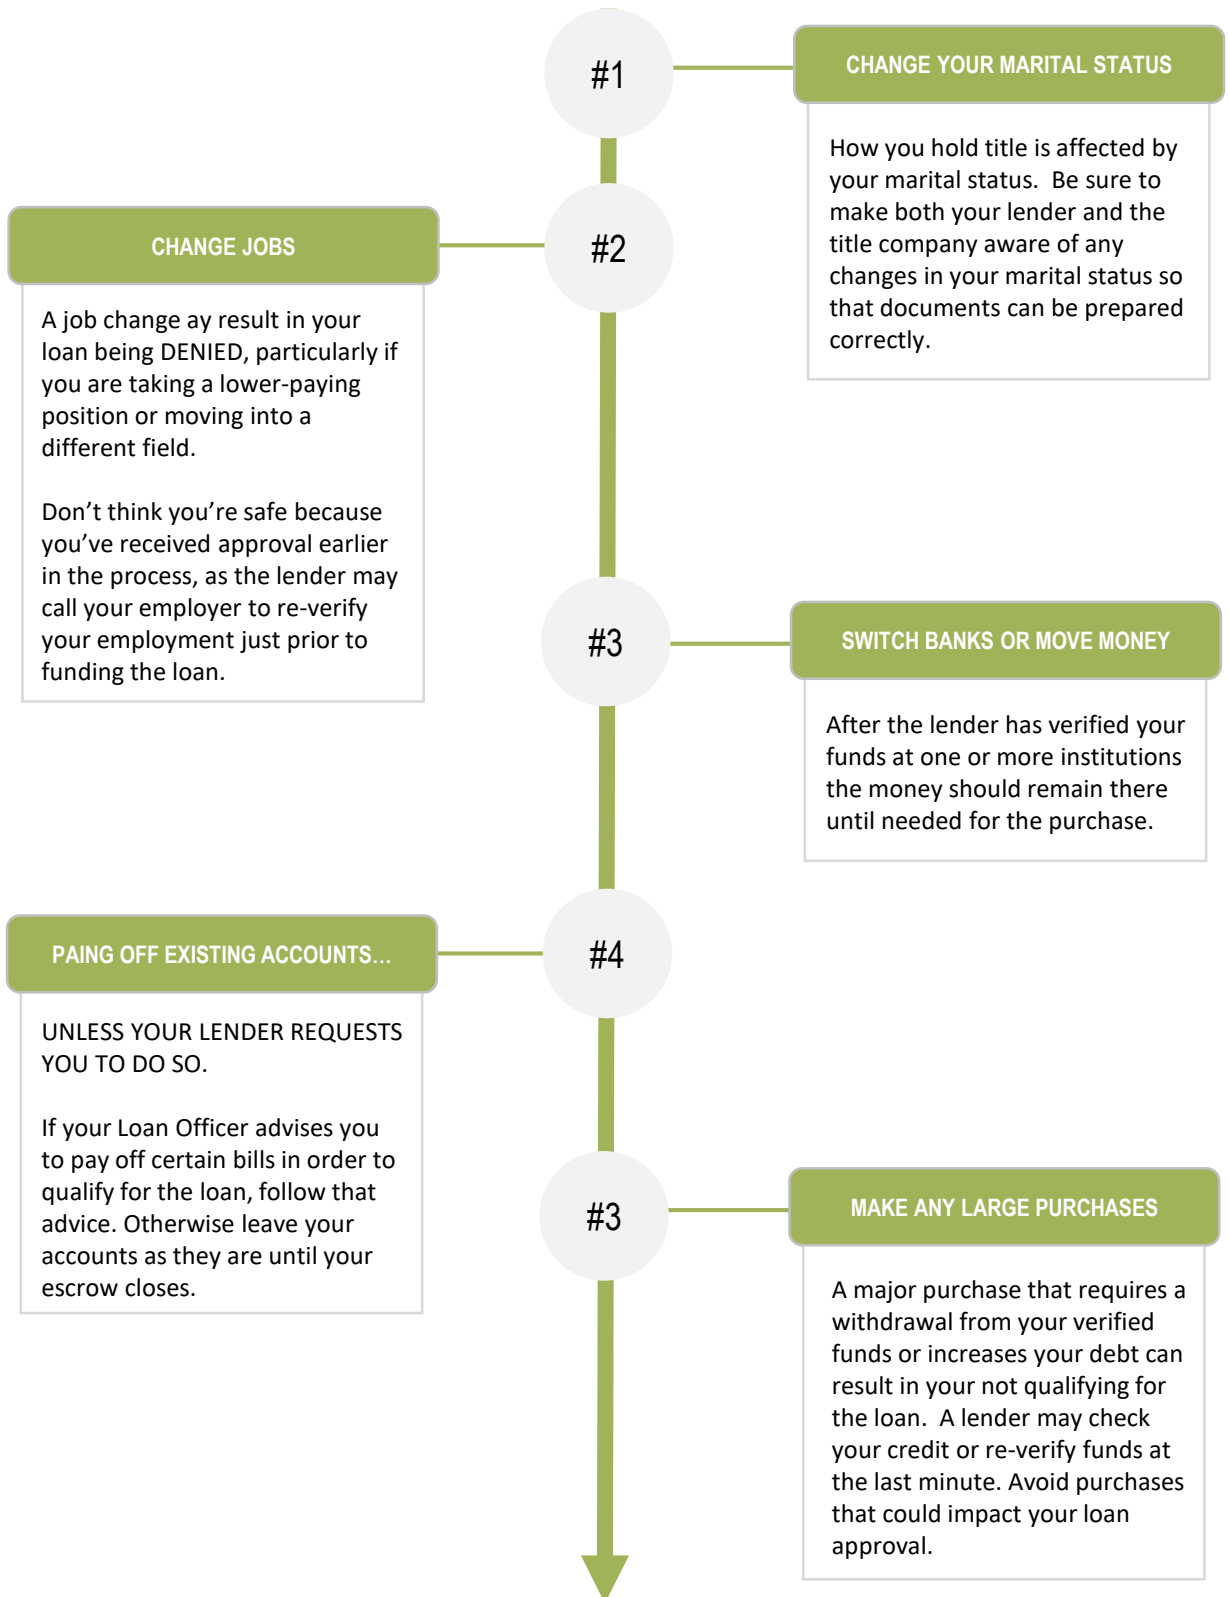 #1
CHANGE YOUR MARITAL STATUS
How you hold title is affected by
your marital status.  Be sure to
make both your lender and the
title company aware of any
changes in your marital status so
that documents can be prepared
correctly.
#2
CHANGE JOBS
A job change ay result in your
loan being DENIED, particularly if
you are taking a lower-paying
position or moving into a
different field.
Don’t think you’re safe because
you’ve received approval earlier
in the process, as the lender may
call your employer to re-verify
your employment just prior to
funding the loan.
#3
SWITCH BANKS OR MOVE MONEY
After the lender has verified your
funds at one or more institutions
the money should remain there
until needed for the purchase.
#4
PAING OFF EXISTING ACCOUNTS…
UNLESS YOUR LENDER REQUESTS
YOU TO DO SO.
If your Loan Officer advises you
to pay off certain bills in order to
qualify for the loan, follow that
advice. Otherwise leave your
accounts as they are until your
escrow closes.
#3
MAKE ANY LARGE PURCHASES
A major purchase that requires a
withdrawal from your verified
funds or increases your debt can
result in your not qualifying for
the loan.  A lender may check
your credit or re-verify funds at
the last minute. Avoid purchases
that could impact your loan
approval.